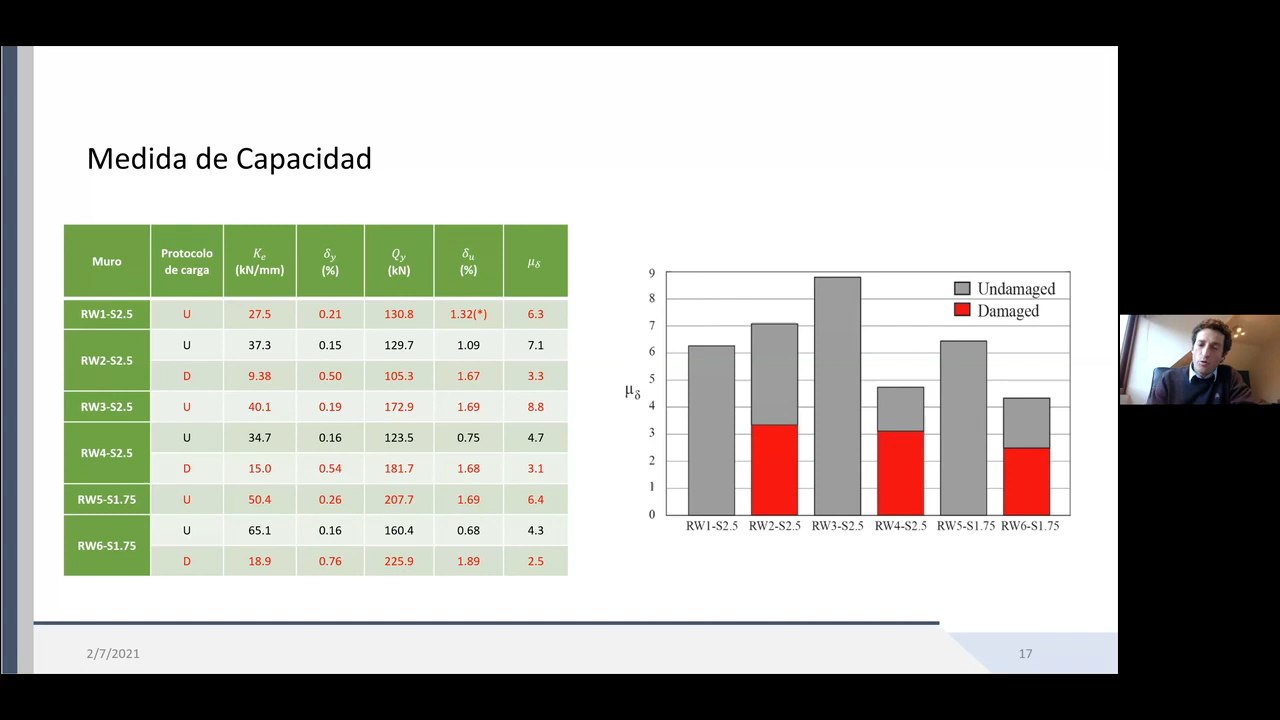 Medida de Capacidad
Muro Protocolo de carga Kₑ (kN/mm) δy (%) Qy (kN) δu (%) μδ
RW1-S2.5 U 27.5 0.21 130.8 1.32(*) 6.3
RW2-S2.5 U 37.3 0.15 129.7 1.09 7.1
D 9.38 0.50 105.3 1.67 3.3
RW3-S2.5 U 40.1 0.19 172.9 1.69 8.8
RW4-S2.5 U 34.7 0.16 123.5 0.75 4.7
D 15.0 0.54 181.7 1.68 3.1
RW5-S1.75 U 50.4 0.26 207.7 1.69 6.4
RW6-S1.75 U 65.1 0.16 160.4 0.68 4.3
D 18.9 0.76 225.9 1.89 2.5
9
8
7
6
5
4
3
2
1
0
μδ
Undamaged
Damaged
RW1-S2.5 RW2-S2.5 RW3-S2.5 RW4-S2.5 RW5-S1.75 RW6-S1.75
2/7/2021
17